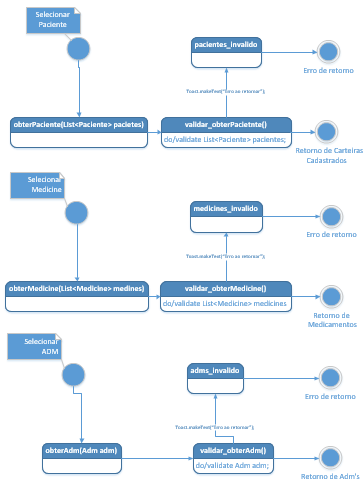 Selecionar
Paciente
pacientes_invalido
Erro de retorno
Toast.makeText("Erro ao retornar");
obterPaciente(List<Paciente> pacietes)
validar_obterPacietnte()
do/validate List<Paciente> pacientes;
Retorno de Carteiras
Cadastrados
Selecionar
Medicine
medicines_invalido
Erro de retorno
Toast.makeText("Erro ao retornar");
obterMedicine(List<Medicine> medines)
validar_obterMedicine()
do/validate List<Medicine> medicines
Retorno de
Medicamentos
Selecionar
ADM
adms_invalido
Erro de retorno
Toast.makeText("Erro ao retornar");
obterAdm(Adm adm)
validar_obterAdm()
do/validate Adm adm;
Retorno de Adm's